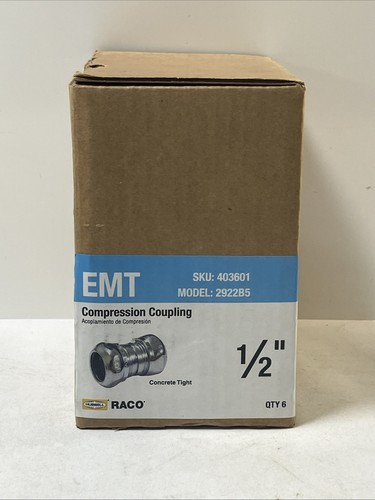 EMT
SKU: 403601
MODEL: 2922B5
Compression Coupling
Acoplamiento de Compresión
1/2"
Concrete Tight
HUBBELL RACO®
QTY 6